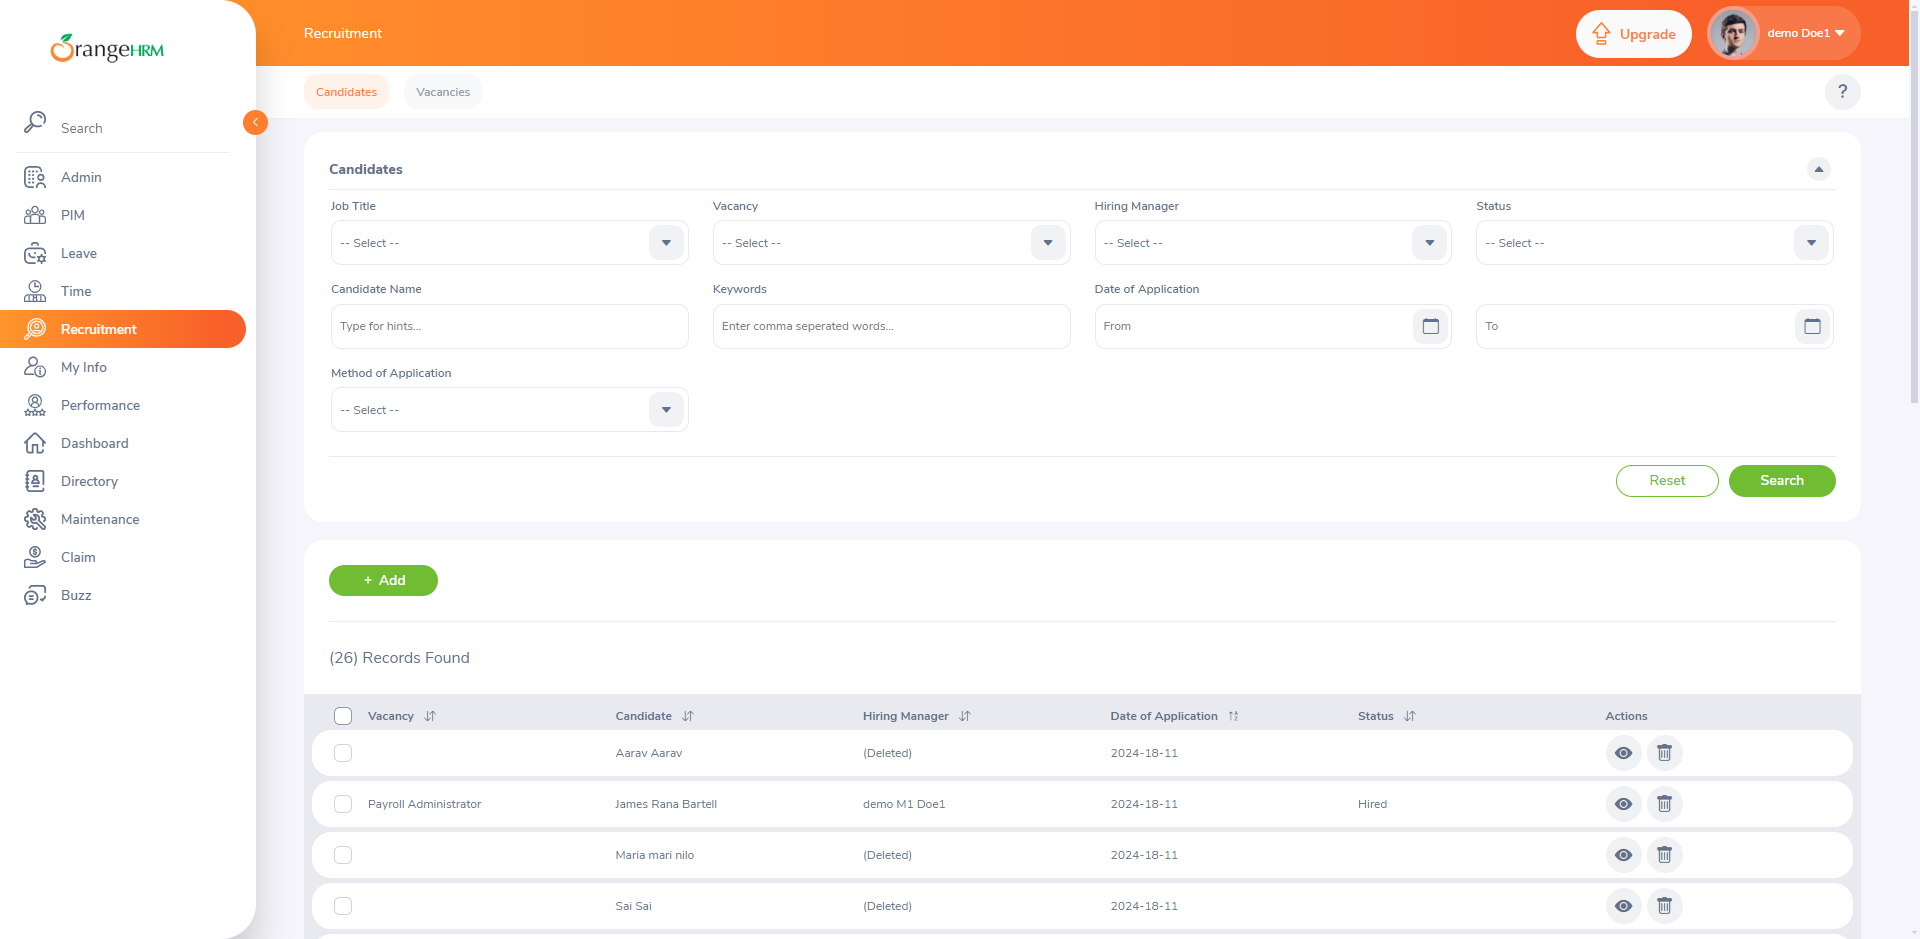 OrangeHRM
Search
Admin
PIM
Leave
Time
Recruitment
My Info
Performance
Dashboard
Directory
Maintenance
Claim
Buzz
Recruitment
Upgrade
demo Doe1
Candidates
Vacancies
?
Candidates
Job Title
Vacancy
Hiring Manager
Status
-- Select --
-- Select --
-- Select --
-- Select --
Candidate Name
Keywords
Date of Application
Type for hints...
Enter comma seperated words...
From
To
Method of Application
-- Select --
Reset
Search
+ Add
(26) Records Found
Vacancy Candidate Hiring Manager Date of Application Status Actions
Aarav Aarav (Deleted) 2024-18-11
Payroll Administrator James Rana Bartell demo M1 Doe1 2024-18-11 Hired
Maria mari nilo (Deleted) 2024-18-11
Sai Sai (Deleted) 2024-18-11